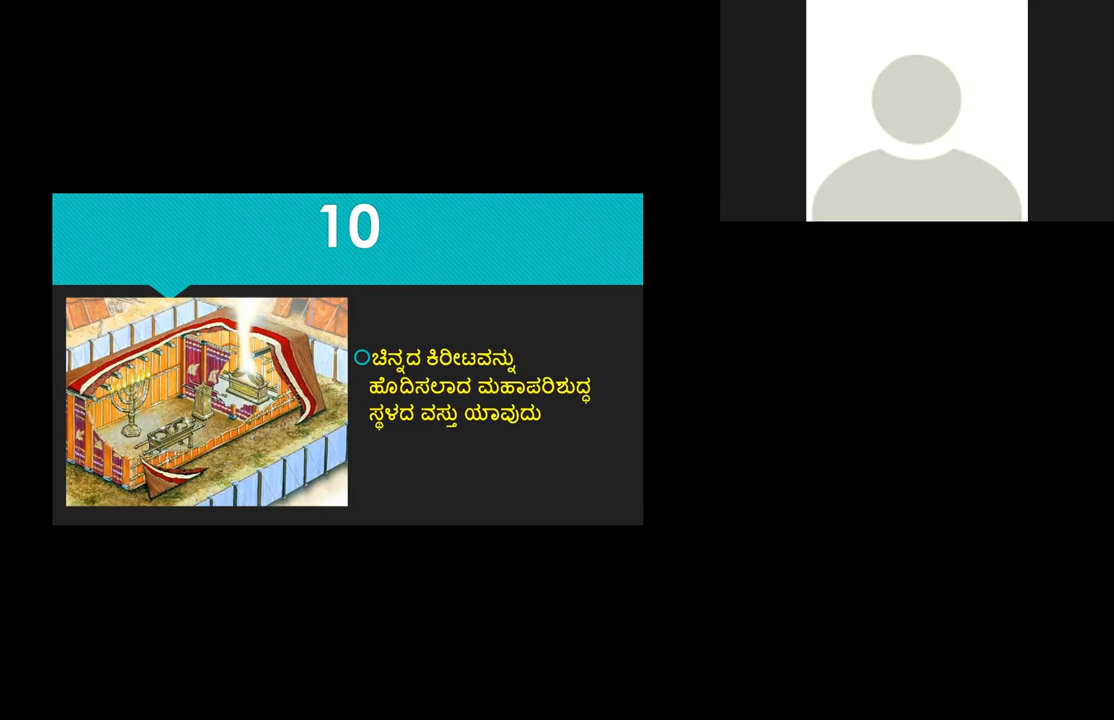 10
ಚಿನ್ನದ ಕಿರೀಟವನ್ನು
ಹೊದಿಸಲಾದ ಮಹಾಪರಿಶುದ್ಧ
ಸ್ಥಳದ ವಸ್ತು ಯಾವುದು